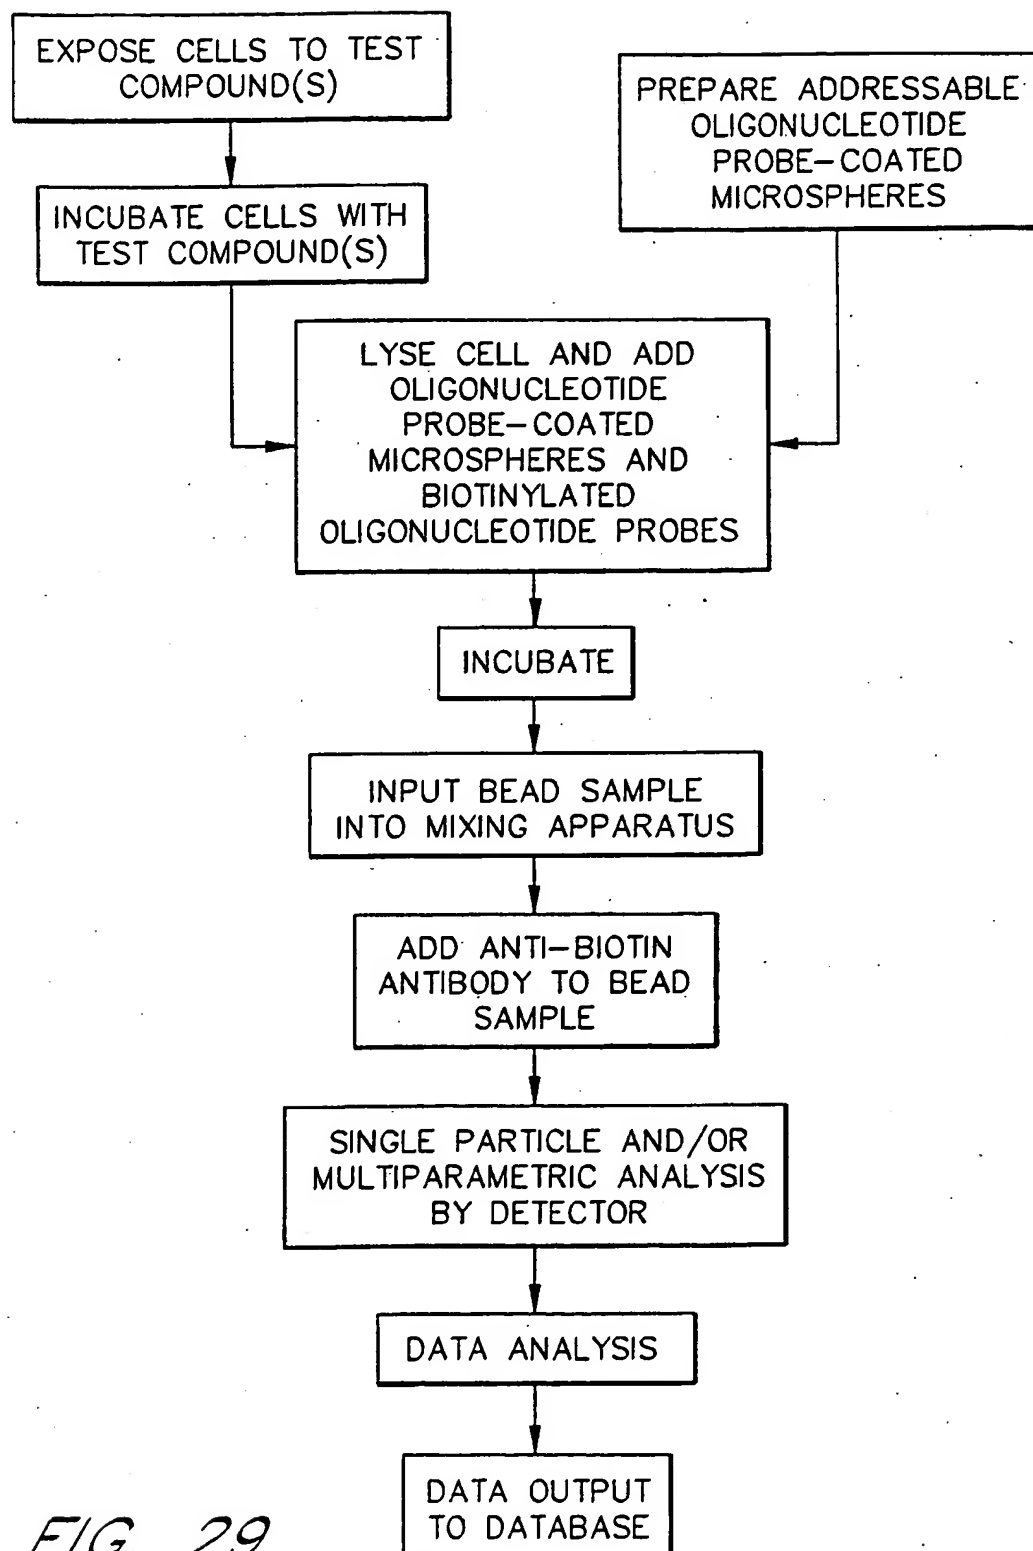 EXPOSE CELLS TO TEST
COMPOUND(S)
INCUBATE CELLS WITH
TEST COMPOUND(S)
PREPARE ADDRESSABLE
OLIGONUCLEOTIDE
PROBE-COATED
MICROSPHERES
LYSE CELL AND ADD
OLIGONUCLEOTIDE
PROBE-COATED
MICROSPHERES AND
BIOTINYLATED
OLIGONUCLEOTIDE PROBES
INCUBATE
INPUT BEAD SAMPLE
INTO MIXING APPARATUS
ADD ANTI-BIOTIN
ANTIBODY TO BEAD
SAMPLE
SINGLE PARTICLE AND/OR
MULTIPARAMETRIC ANALYSIS
BY DETECTOR
DATA ANALYSIS
DATA OUTPUT
TO DATABASE
FIG. 29